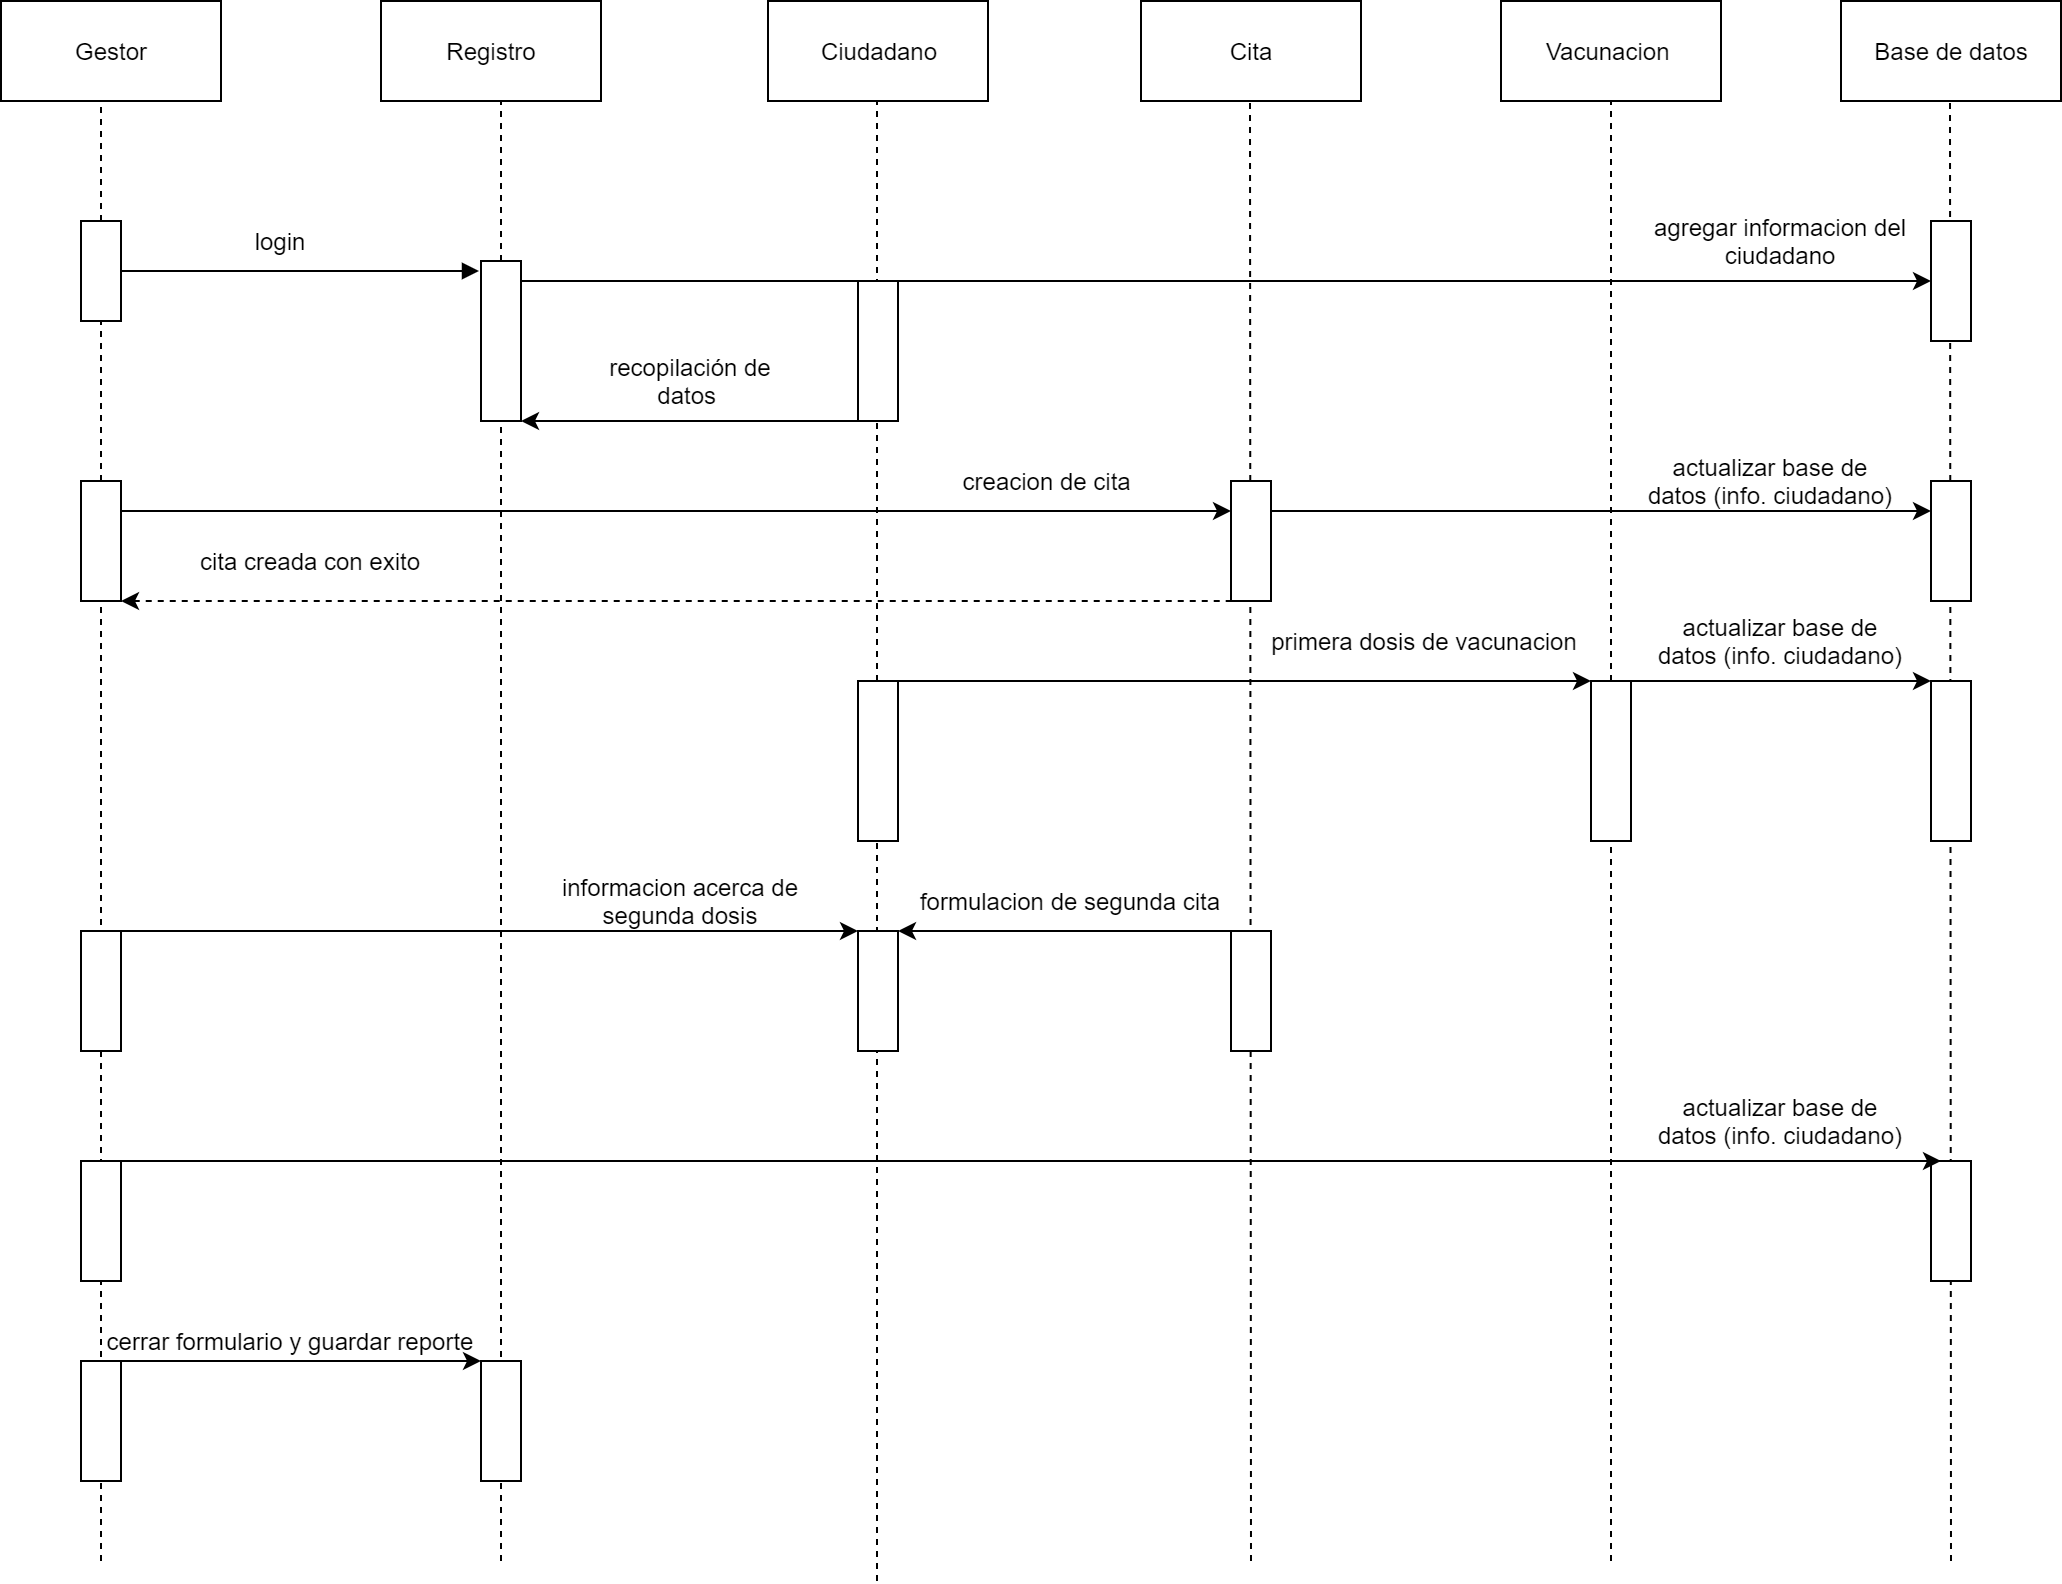 Gestor
Registro
Ciudadano
Cita
Vacunacion
Base de datos
login
agregar informacion del
ciudadano
recopilación de
datos
creacion de cita
actualizar base de
datos (info. ciudadano)
cita creada con exito
primera dosis de vacunacion
actualizar base de
datos (info. ciudadano)
informacion acerca de
segunda dosis
formulacion de segunda cita
actualizar base de
datos (info. ciudadano)
cerrar formulario y guardar reporte